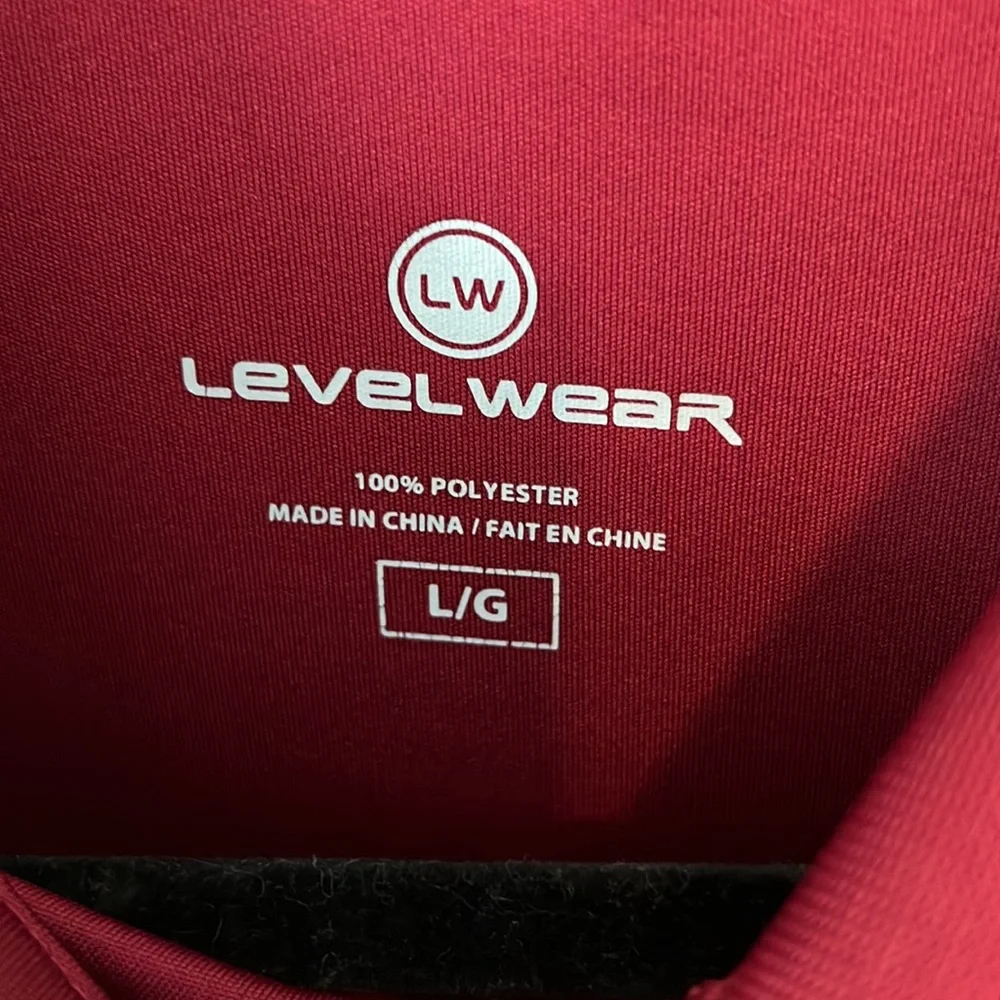 LW
LeveLWeaR
100% POLYESTER
MADE IN CHINA / FAIT EN CHINE
L/G